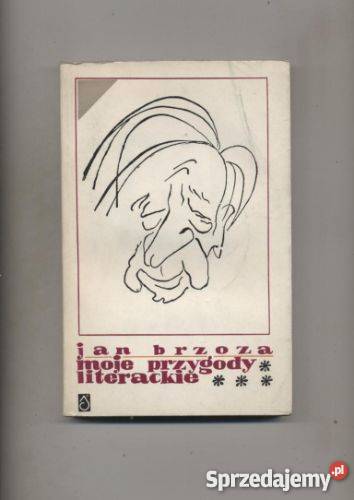 jan brzoza
moje przygody *
literackie * * *
Sprzedajemy.pl